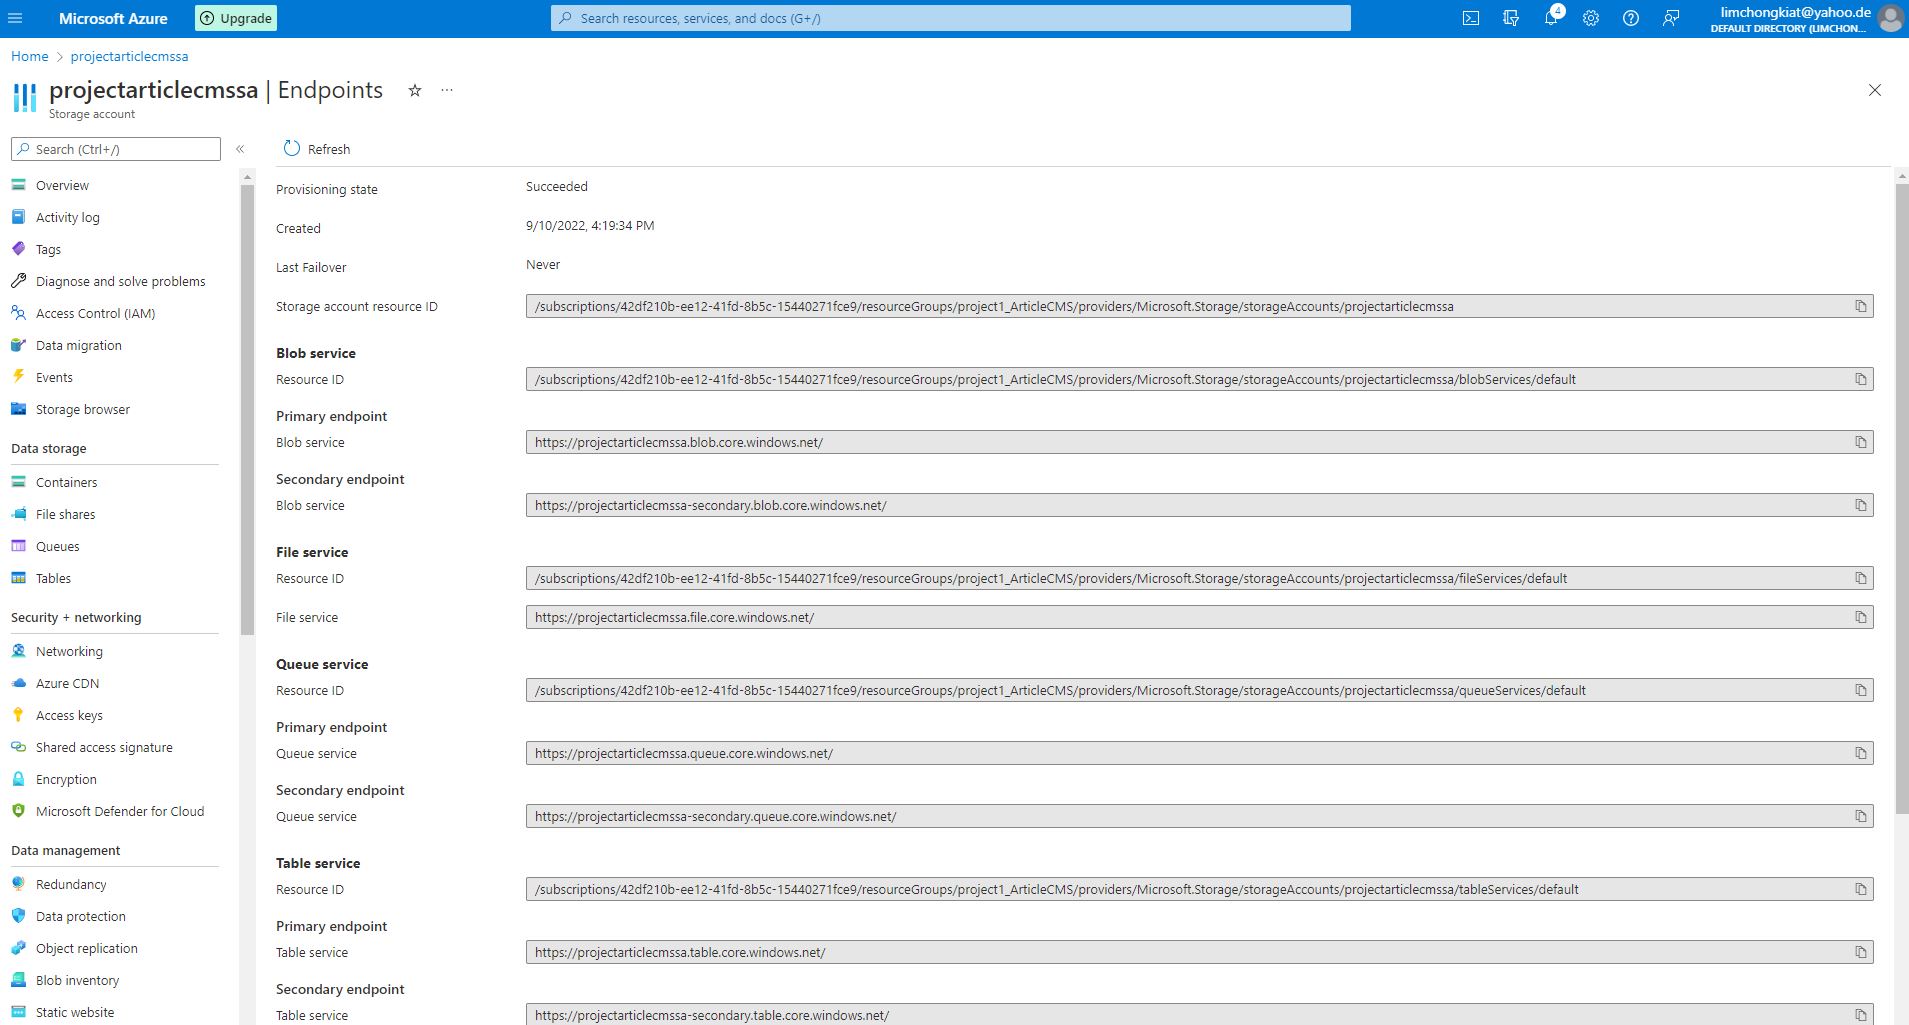 Microsoft Azure
Upgrade
Search resources, services, and docs (G+/)
4
limchongkiat@yahoo.de
DEFAULT DIRECTORY (LIMCHON...
Home > projectarticlecmssa
projectarticlecmssa | Endpoints
Storage account
Search (Ctrl+/)
Overview
Activity log
Tags
Diagnose and solve problems
Access Control (IAM)
Data migration
Events
Storage browser
Data storage
Containers
File shares
Queues
Tables
Security + networking
Networking
Azure CDN
Access keys
Shared access signature
Encryption
Microsoft Defender for Cloud
Data management
Redundancy
Data protection
Object replication
Blob inventory
Static website
Refresh
Provisioning state Succeeded
Created 9/10/2022, 4:19:34 PM
Last Failover Never
Storage account resource ID /subscriptions/42df210b-ee12-41fd-8b5c-15440271fce9/resourceGroups/project1_ArticleCMS/providers/Microsoft.Storage/storageAccounts/projectarticlecmssa
Blob service
Resource ID /subscriptions/42df210b-ee12-41fd-8b5c-15440271fce9/resourceGroups/project1_ArticleCMS/providers/Microsoft.Storage/storageAccounts/projectarticlecmssa/blobServices/default
Primary endpoint
Blob service https://projectarticlecmssa.blob.core.windows.net/
Secondary endpoint
Blob service https://projectarticlecmssa-secondary.blob.core.windows.net/
File service
Resource ID /subscriptions/42df210b-ee12-41fd-8b5c-15440271fce9/resourceGroups/project1_ArticleCMS/providers/Microsoft.Storage/storageAccounts/projectarticlecmssa/fileServices/default
File service https://projectarticlecmssa.file.core.windows.net/
Queue service
Resource ID /subscriptions/42df210b-ee12-41fd-8b5c-15440271fce9/resourceGroups/project1_ArticleCMS/providers/Microsoft.Storage/storageAccounts/projectarticlecmssa/queueServices/default
Primary endpoint
Queue service https://projectarticlecmssa.queue.core.windows.net/
Secondary endpoint
Queue service https://projectarticlecmssa-secondary.queue.core.windows.net/
Table service
Resource ID /subscriptions/42df210b-ee12-41fd-8b5c-15440271fce9/resourceGroups/project1_ArticleCMS/providers/Microsoft.Storage/storageAccounts/projectarticlecmssa/tableServices/default
Primary endpoint
Table service https://projectarticlecmssa.table.core.windows.net/
Secondary endpoint
Table service https://projectarticlecmssa-secondary.table.core.windows.net/